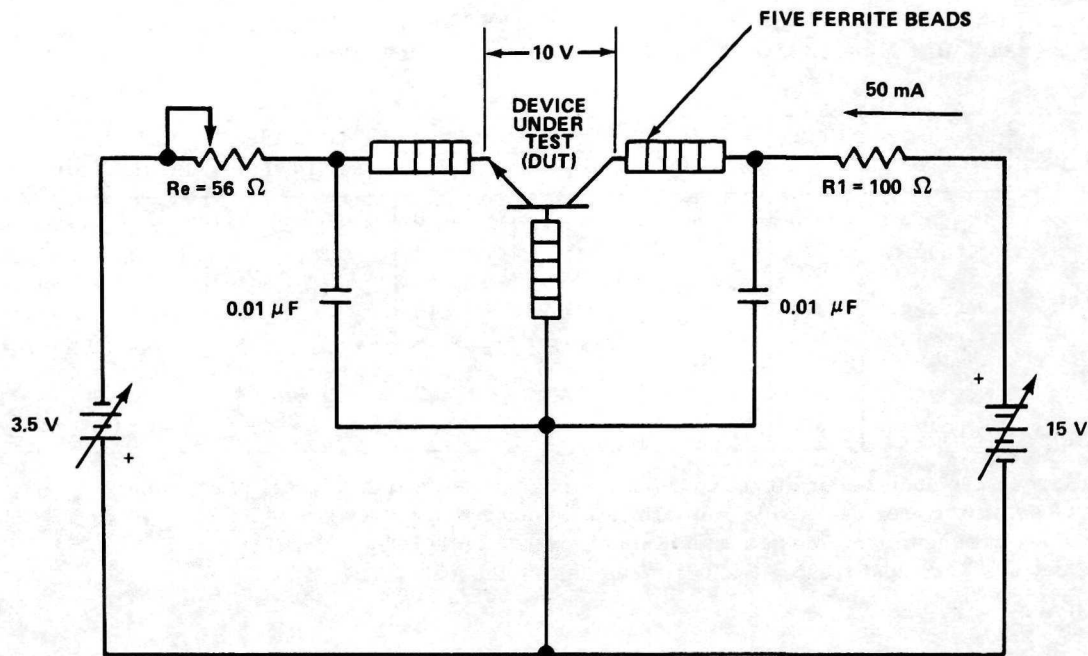 FIVE FERRITE BEADS
10 V
50 mA
DEVICE
UNDER
TEST
(DUT)
Re = 56 Ω
R1 = 100 Ω
0.01 μF
0.01 μF
+
3.5 V
15 V
+